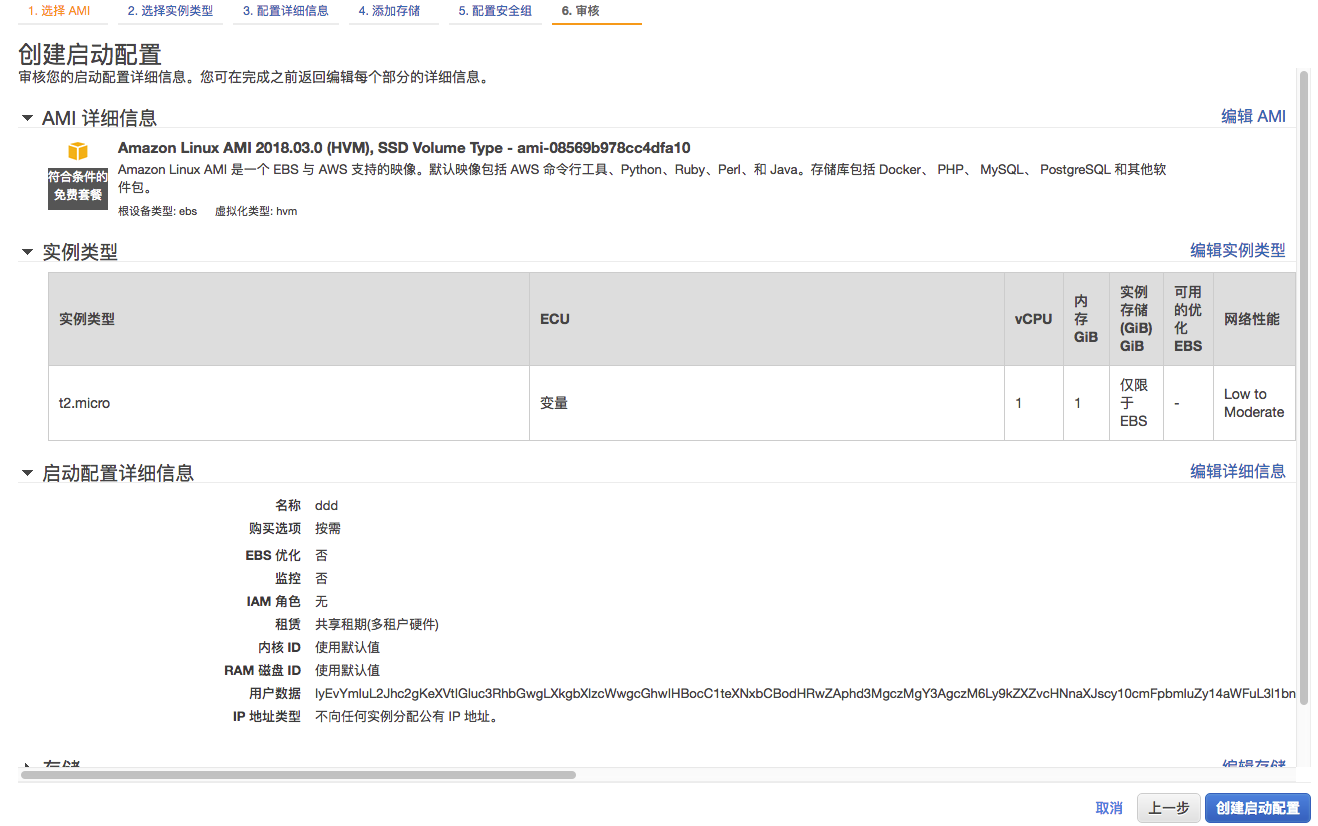 1. 选择 AMI 2. 选择实例类型 3. 配置详细信息 4. 添加存储 5. 配置安全组 6. 审核
创建启动配置
审核您的启动配置详细信息。您可在完成之前返回编辑每个部分的详细信息。
AMI 详细信息 编辑 AMI
Amazon Linux AMI 2018.03.0 (HVM), SSD Volume Type - ami-08569b978cc4dfa10
符合条件的
免费套餐
Amazon Linux AMI 是一个 EBS 与 AWS 支持的映像。默认映像包括 AWS 命令行工具、Python、Ruby、Perl、和 Java。存储库包括 Docker、 PHP、 MySQL、 PostgreSQL 和其他软
件包。
根设备类型: ebs 虚拟化类型: hvm
实例类型 编辑实例类型
实例类型
ECU
vCPU
内
存
GiB
实例
存储
(GiB)
GiB
可用
的优
化
EBS
网络性能
t2.micro
变量
1
1
仅限
于
EBS
-
Low to
Moderate
启动配置详细信息 编辑详细信息
名称 ddd
购买选项 按需
EBS 优化 否
监控 否
IAM 角色 无
租赁 共享租期(多租户硬件)
内核 ID 使用默认值
RAM 磁盘 ID 使用默认值
用户数据
IP 地址类型 不向任何实例分配公有 IP 地址。
存储 编辑存储
取消 上一步 创建启动配置